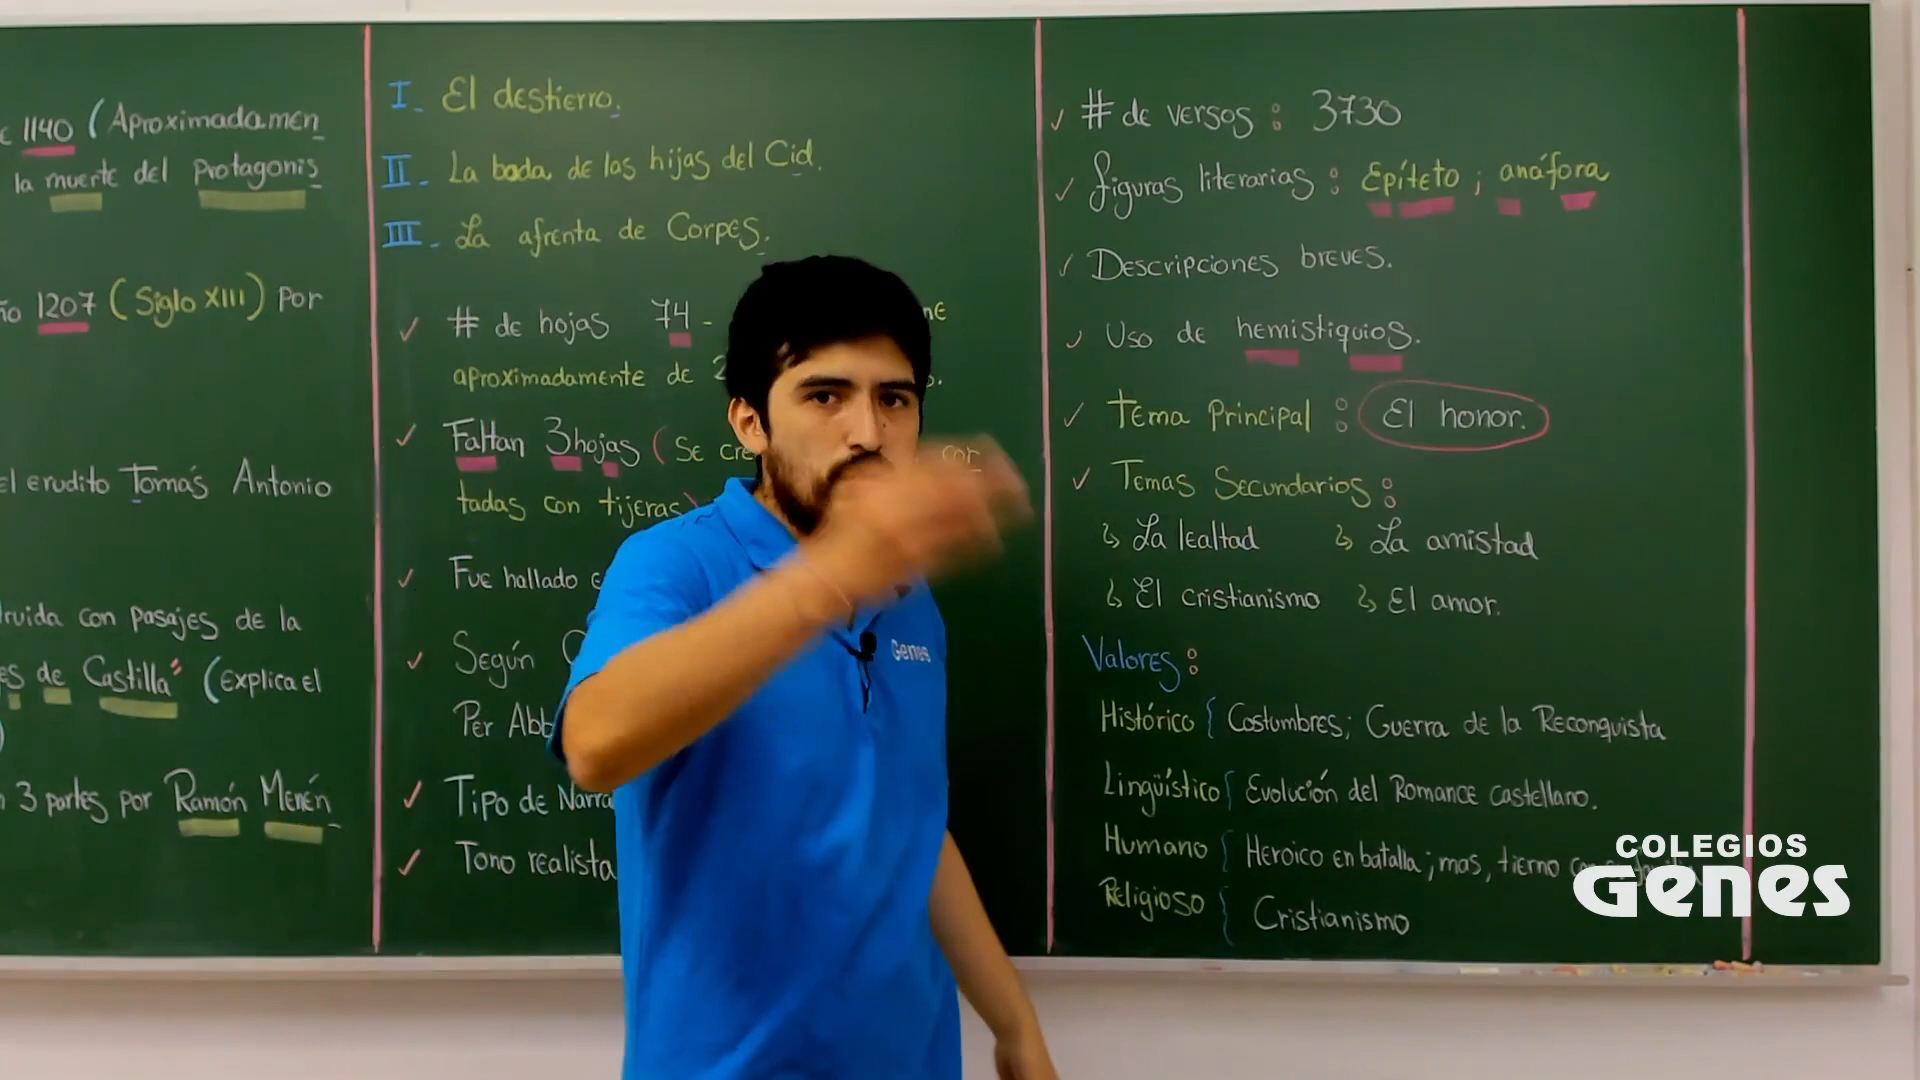 1140 (Aproximadamen
la muerte del Protagonis
1207 (Siglo XIII) Por
el erudito Tomás Antonio
con pasajes de la
de Castilla" (explica el
3 partes por Ramón Menén
I- El destierro.
II- La boda de las hijas del Cid.
III- La afrenta de Corpes.
✓ # de hojas 74-
aproximadamente de
✓ Faltan 3 hojas (Se cor
tadas con tijeras)
✓ Fue hallado
✓ Según
Per Abb
✓ Tipo de
✓ Tono realista
✓ # de versos: 3730
✓ figuras literarias: Epíteto; anáfora
✓ Descripciones breves.
✓ Uso de hemistiquios.
✓ Tema Principal: El honor.
✓ Temas Secundarios:
↳ La lealtad ↳ La amistad
↳ El cristianismo ↳ El amor.
Valores:
Histórico { Costumbres; Guerra de la Reconquista
Lingüístico { Evolución del Romance castellano.
Humano { Heroico en batalla; mas, tierno
Religioso { Cristianismo
Genes
COLEGIOS
GENES